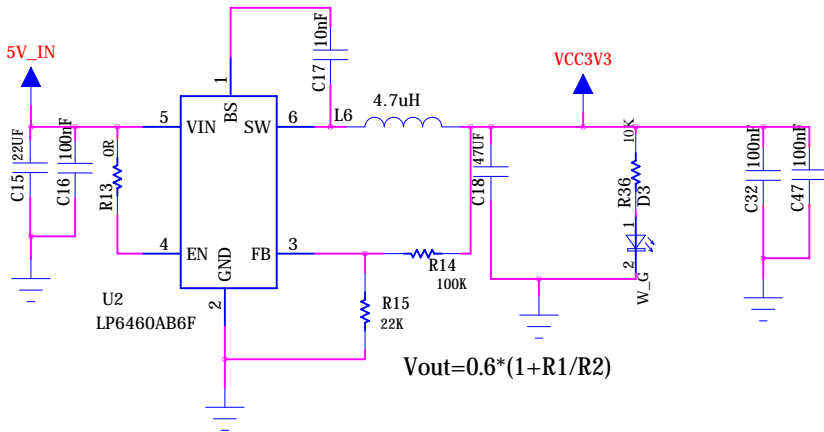 5V_IN
VCC3V3
10nF
C17
1
BS
5
VIN
SW
6
L6
4.7uH
22UF
C15
100nF
C16
0R
R13
4
EN
FB
3
GND
2
U2
LP6460AB6F
R14
100K
R15
22K
47UF
C18
10K
R36
D3
1
2
W_G
100nF
C32
100nF
C47
Vout=0.6*(1+R1/R2)